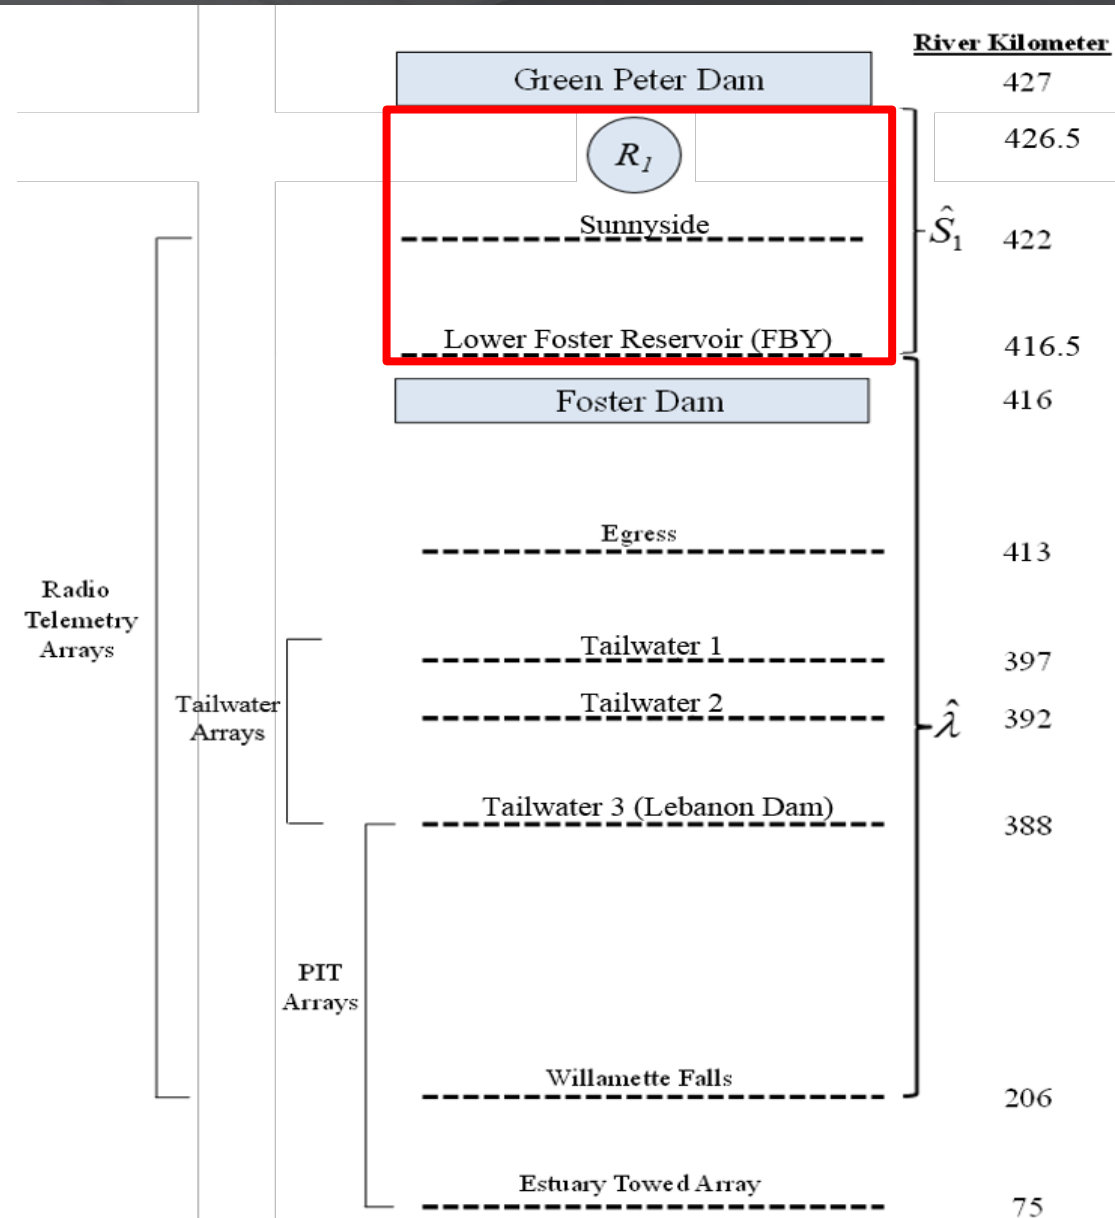 River Kilometer
Green Peter Dam 427
R1 426.5
Sunnyside Ŝ1 422
Lower Foster Reservoir (FBY) 416.5
Foster Dam 416
Egress 413
Radio
Telemetry
Arrays
Tailwater 1 397
Tailwater
Arrays
Tailwater 2 λ̂ 392
Tailwater 3 (Lebanon Dam) 388
PIT
Arrays
Willamette Falls 206
Estuary Towed Array 75